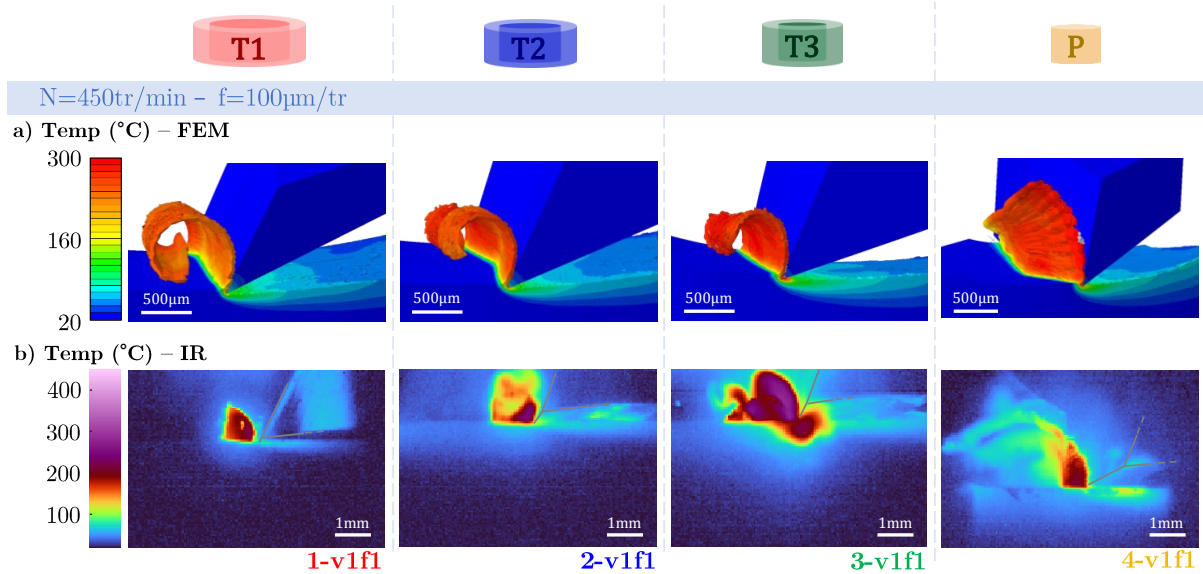 T1 T2 T3 P
N=450tr/min – f=100µm/tr
a) Temp (°C) – FEM
300
160
20
500µm 500µm 500µm 500µm
b) Temp (°C) – IR
400
300
200
100
1mm 1mm 1mm 1mm
1-v1f1 2-v1f1 3-v1f1 4-v1f1